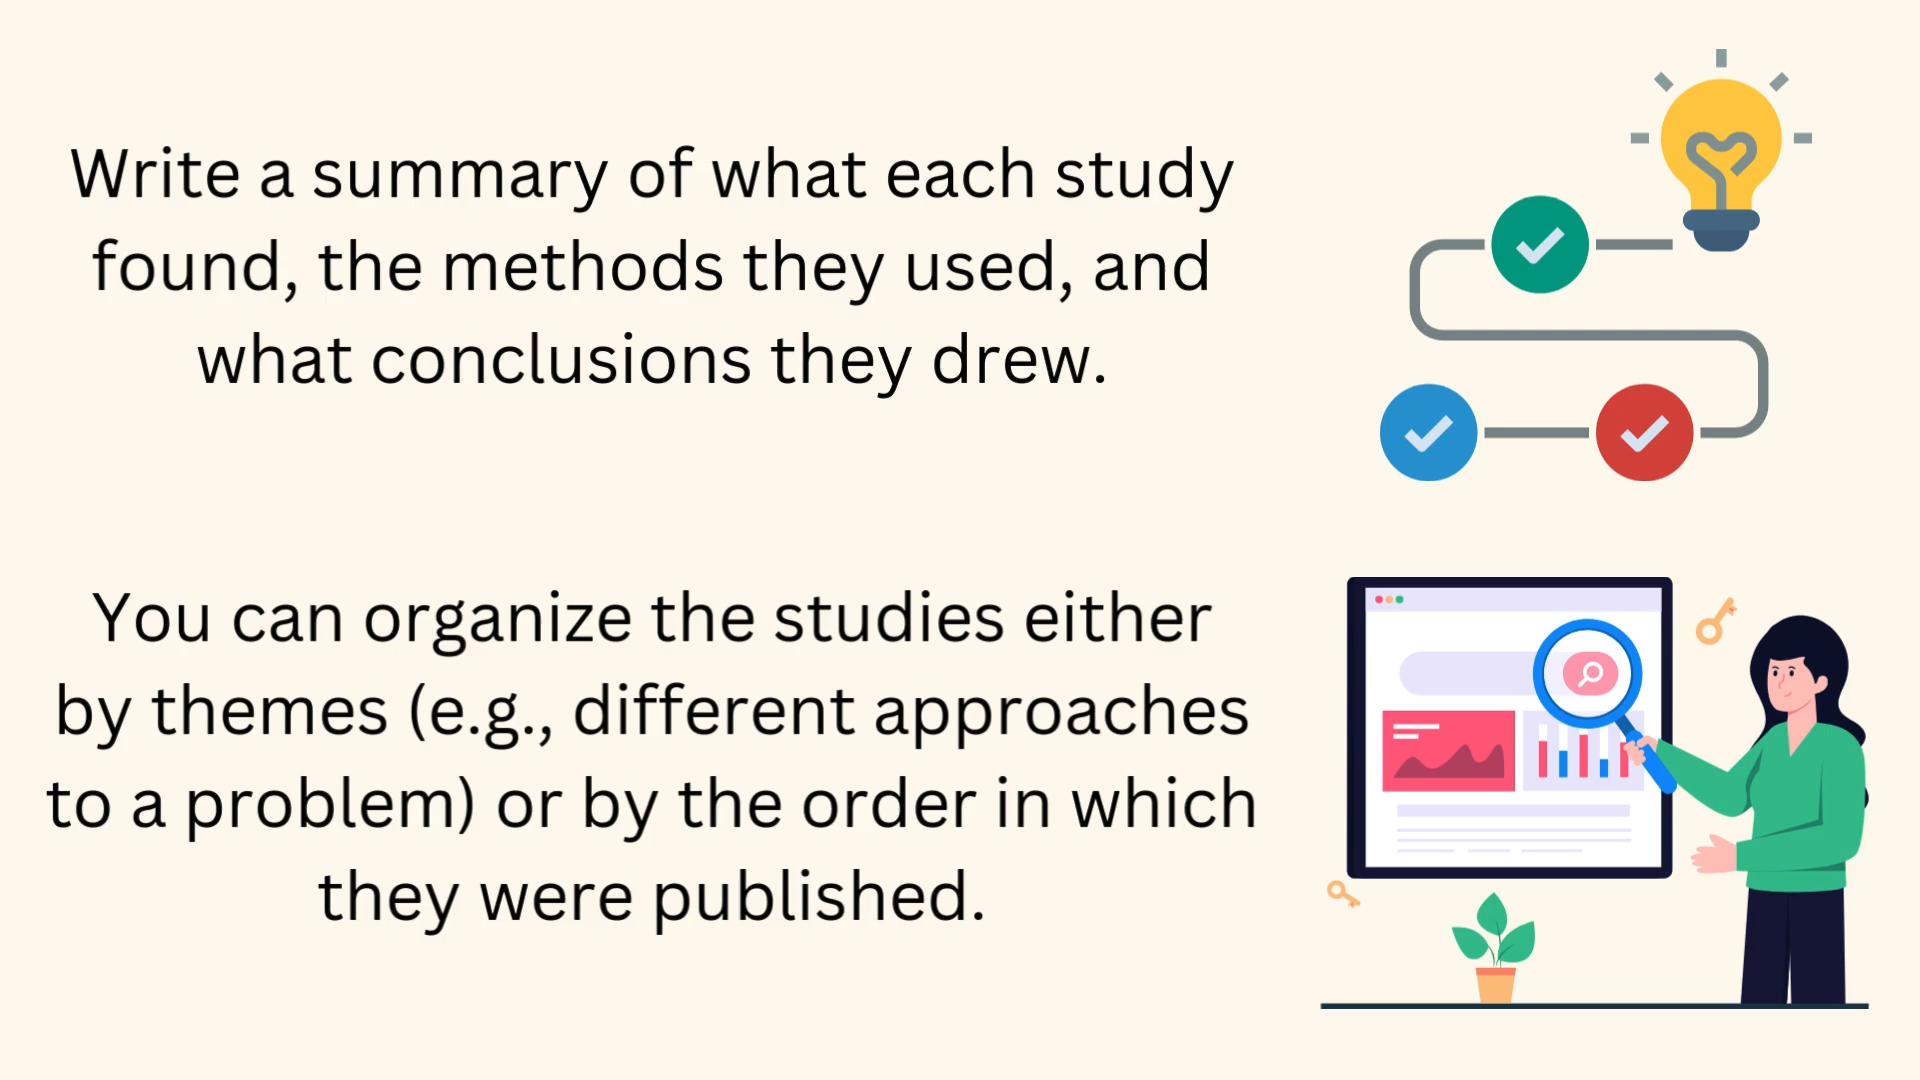 Write a summary of what each study
found, the methods they used, and
what conclusions they drew.
You can organize the studies either
by themes (e.g., different approaches
to a problem) or by the order in which
they were published.